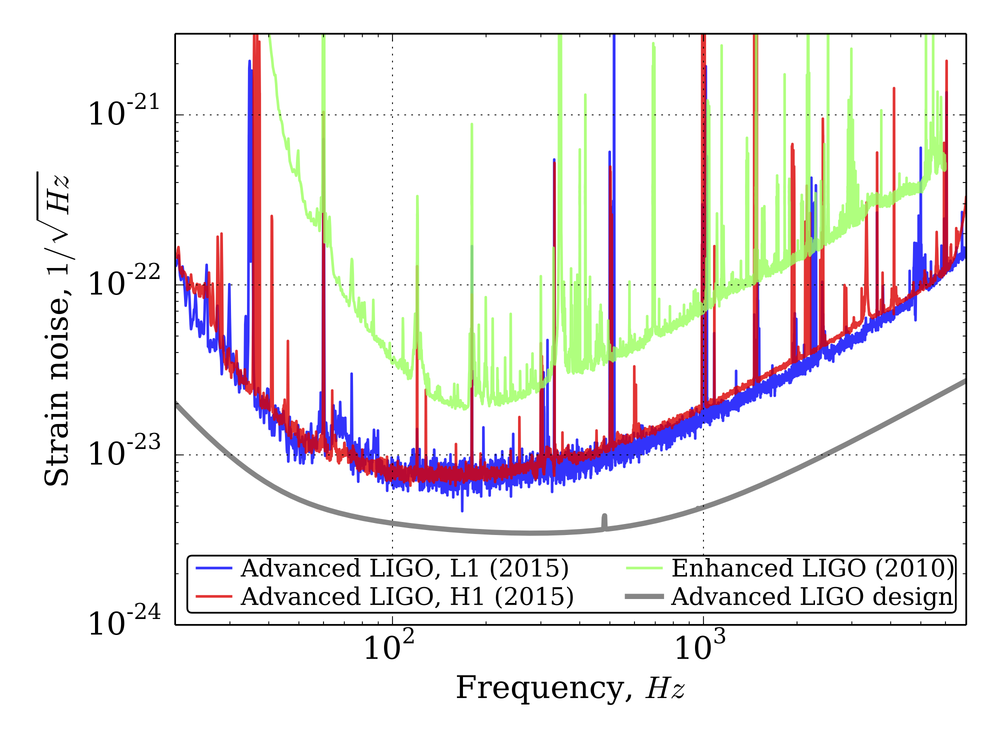 10^-21
10^-22
10^-23
10^-24
Strain noise, 1/√Hz
10^2
10^3
Frequency, Hz
Advanced LIGO, L1 (2015)
Advanced LIGO, H1 (2015)
Enhanced LIGO (2010)
Advanced LIGO design